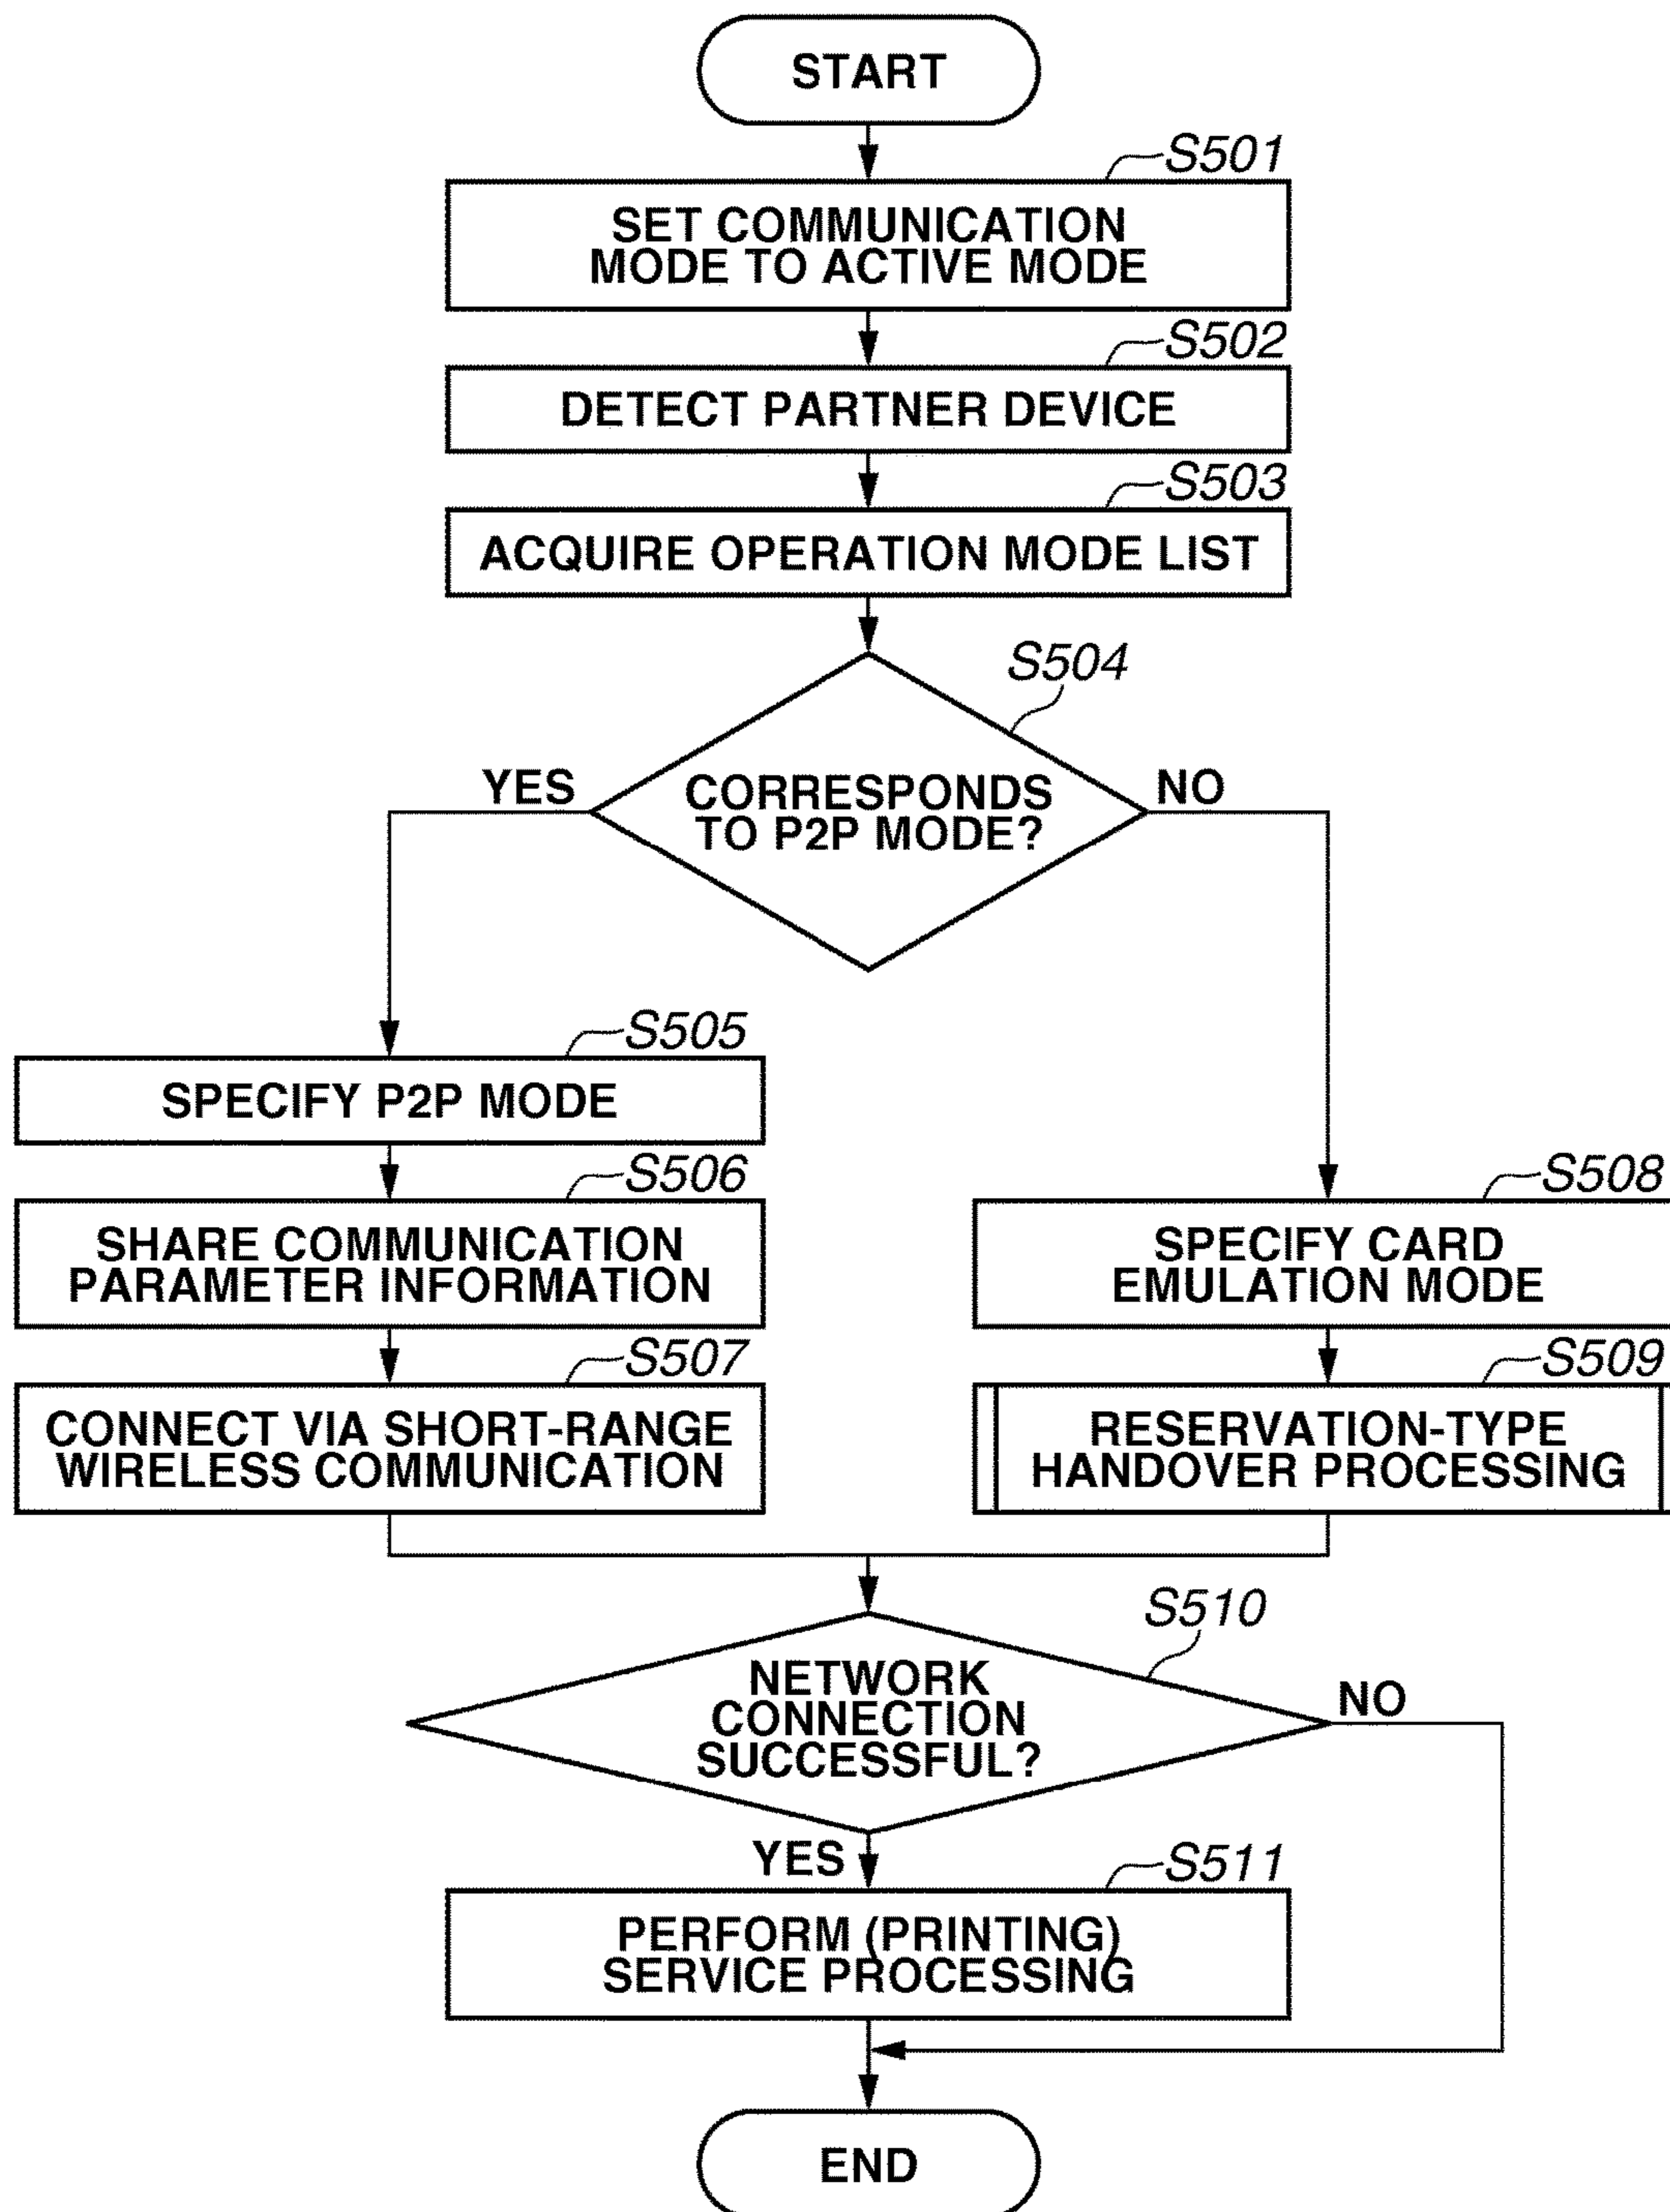 START
S501
SET COMMUNICATION
MODE TO ACTIVE MODE
S502
DETECT PARTNER DEVICE
S503
ACQUIRE OPERATION MODE LIST
S504
YES
CORRESPONDS
TO P2P MODE?
NO
S505
SPECIFY P2P MODE
S506
SHARE COMMUNICATION
PARAMETER INFORMATION
S507
CONNECT VIA SHORT-RANGE
WIRELESS COMMUNICATION
S508
SPECIFY CARD
EMULATION MODE
S509
RESERVATION-TYPE
HANDOVER PROCESSING
S510
NETWORK
CONNECTION
SUCCESSFUL?
NO
YES
S511
PERFORM (PRINTING)
SERVICE PROCESSING
END